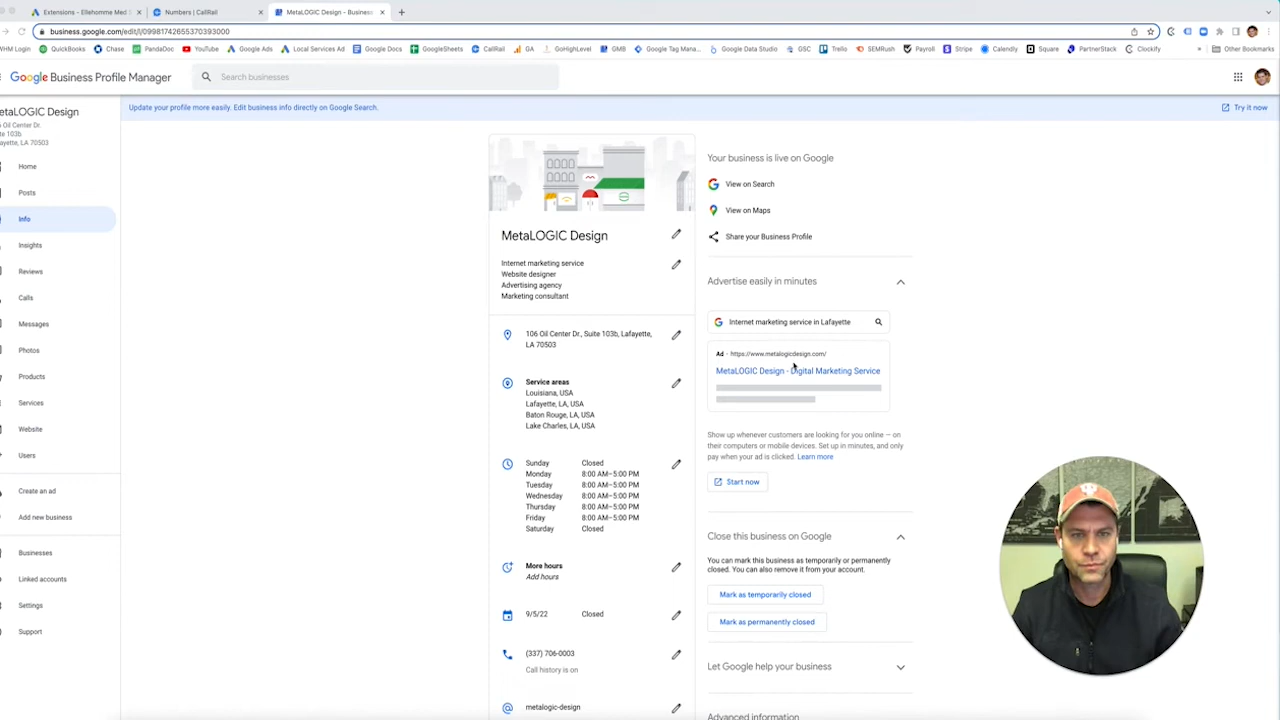 Extensions - Ellehomme Med
Numbers | CallRail
MetaLOGIC Design - Business
business.google.com/edit/l/09981742655370393000
WHM Login
QuickBooks
Chase
PandaDoc
YouTube
Google Ads
Local Services Ad
Google Docs
GoogleSheets
CallRail
GA
GoHighLevel
GMB
Google Tag Mana...
Google Data Studio
GSC
Trello
SEMRush
Payroll
Stripe
Calendly
Square
PartnerStack
Clockify
Other Bookmarks
Google Business Profile Manager
Search businesses
etaLOGIC Design
6 Oil Center Dr.
ite 103b
fayette, LA 70503
Home
Posts
Info
Insights
Reviews
Calls
Messages
Photos
Products
Services
Website
Users
Create an ad
Add new business
Businesses
Linked accounts
Settings
Support
Update your profile more easily. Edit business info directly on Google Search.
Try it now
MetaLOGIC Design
Internet marketing service
Website designer
Advertising agency
Marketing consultant
106 Oil Center Dr., Suite 103b, Lafayette,
LA 70503
Service areas
Louisiana, USA
Lafayette, LA, USA
Baton Rouge, LA, USA
Lake Charles, LA, USA
Sunday Closed
Monday 8:00 AM–5:00 PM
Tuesday 8:00 AM–5:00 PM
Wednesday 8:00 AM–5:00 PM
Thursday 8:00 AM–5:00 PM
Friday 8:00 AM–5:00 PM
Saturday Closed
More hours
Add hours
9/5/22 Closed
(337) 706-0003
Call history is on
metalogic-design
Your business is live on Google
View on Search
View on Maps
Share your Business Profile
Advertise easily in minutes
Internet marketing service in Lafayette
Ad · https://www.metalogicdesign.com/
MetaLOGIC Design - Digital Marketing Service
Show up whenever customers are looking for you online — on
their computers or mobile devices. Set up in minutes, and only
pay when your ad is clicked. Learn more
Start now
Close this business on Google
You can mark this business as temporarily or permanently
closed. You can also remove it from your account.
Mark as temporarily closed
Mark as permanently closed
Let Google help your business
Advanced information